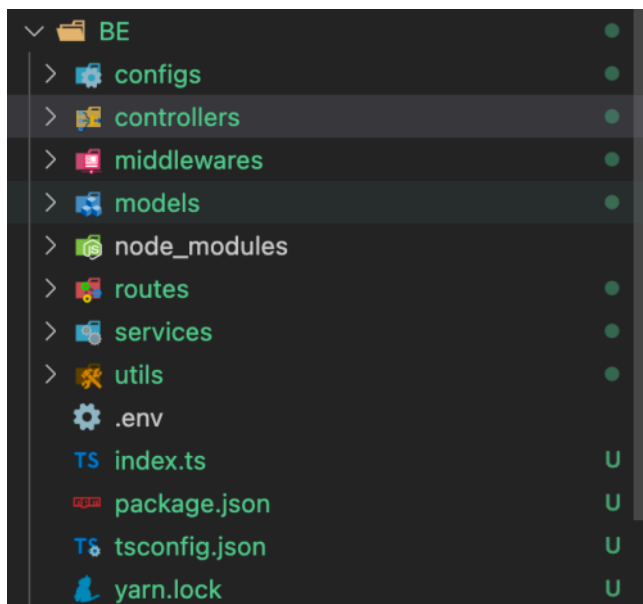 BE
configs
controllers
middlewares
models
node_modules
routes
services
utils
.env
TS index.ts U
package.json U
TS tsconfig.json U
yarn.lock U